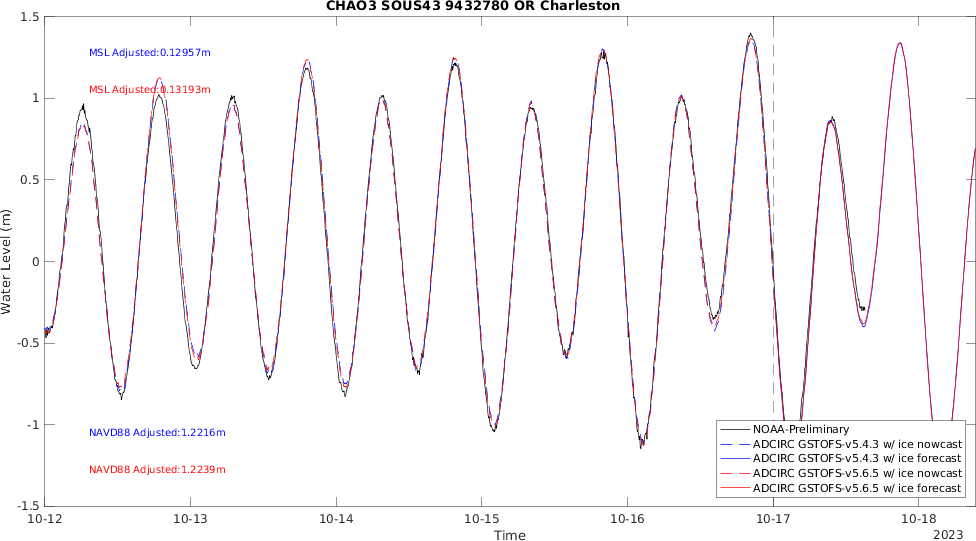 CHAO3 SOUS43 9432780 OR Charleston
1.5
MSL Adjusted:0.12957m
MSL Adjusted:0.13193m
1
0.5
Water Level (m)
0
-0.5
-1
NAVD88 Adjusted:1.2216m
NAVD88 Adjusted:1.2239m
NOAA-Preliminary
ADCIRC GSTOFS-v5.4.3 w/ ice nowcast
ADCIRC GSTOFS-v5.4.3 w/ ice forecast
ADCIRC GSTOFS-v5.6.5 w/ ice nowcast
ADCIRC GSTOFS-v5.6.5 w/ ice forecast
-1.5
10-12 10-13 10-14 10-15 10-16 10-17 10-18
Time
2023